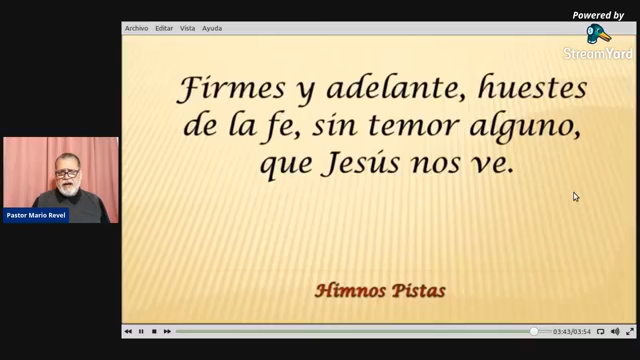 Powered by
StreamYard
Archivo Editar Vista Ayuda
Firmes y adelante, huestes
de la fe, sin temor alguno,
que Jesús nos ve.
Pastor Mario Revel
Himnos Pistas
03:43/03:54